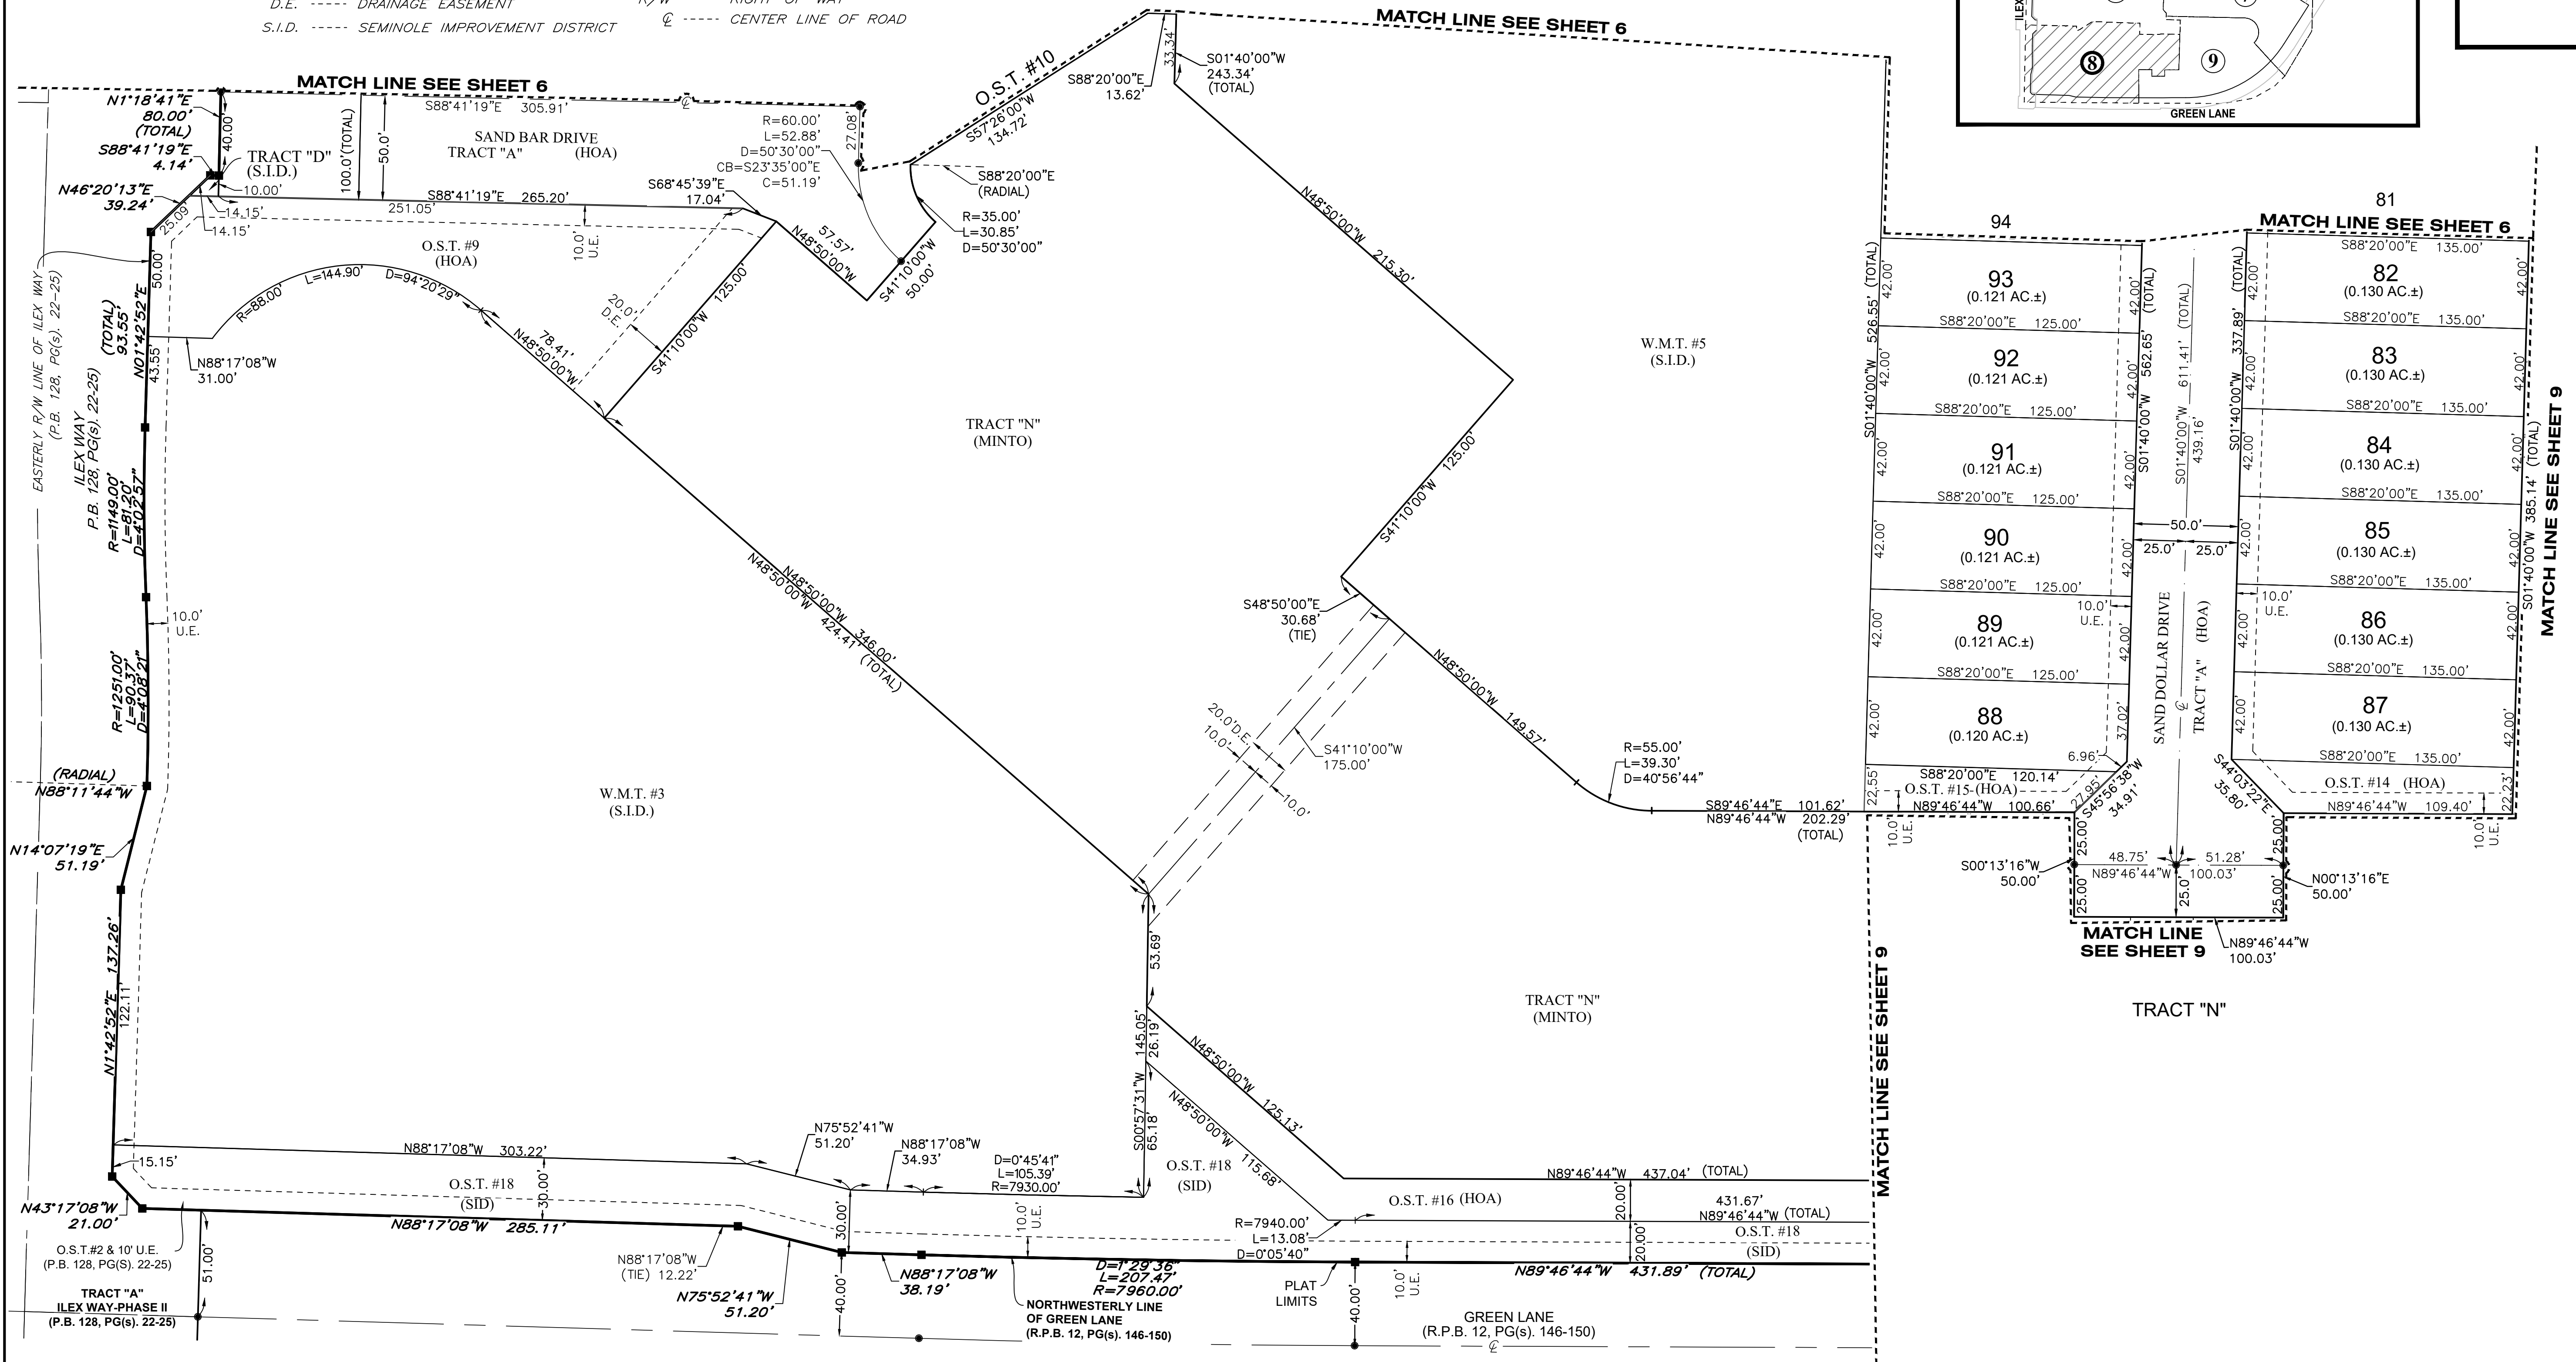 D.E. ----- DRAINAGE EASEMENT
S.I.D. ----- SEMINOLE IMPROVEMENT DISTRICT
℄ ----- CENTER LINE OF ROAD
MATCH LINE SEE SHEET 6
MATCH LINE SEE SHEET 6
ILEX
8
9
GREEN LANE
N1°18'41"E
80.00'
(TOTAL)
S88°41'19"E
4.14'
N46°20'13"E
39.24'
40.00'
TRACT "D"
(S.I.D.)
10.00'
25.09'
14.15'
14.15'
100.0' (TOTAL)
50.0'
S88°41'19"E 305.91'
℄
SAND BAR DRIVE
TRACT "A" (HOA)
S88°41'19"E 265.20'
251.05'
S68°45'39"E
17.04'
R=60.00'
L=52.88'
D=50°30'00"
CB=S23°35'00"E
C=51.19'
27.08'
O.S.T. #10
S57°26'00"W
134.72'
S88°20'00"E
13.62'
33.34'
S01°40'00"W
243.34'
(TOTAL)
S88°20'00"E
(RADIAL)
R=35.00'
L=30.85'
D=50°30'00"
57.57'
N48°50'00"W
S41°10'00"W
50.00'
O.S.T. #9
(HOA)
10.0'
U.E.
R=88.00'
L=144.90'
D=94°20'29"
N88°17'08"W
31.00'
78.41'
N48°50'00"W
20.0'
D.E.
125.00'
S41°10'00"W
EASTERLY R/W LINE OF ILEX WAY
(P.B. 128, PG(s). 22-25)
ILEX WAY
P.B. 128, PG(s). 22-25)
50.00'
43.55'
N01°42'52"E
93.55'
(TOTAL)
R=1149.00'
L=81.20'
D=4°02'57"
10.0'
U.E.
R=1251.00'
L=90.37'
D=4°08'21"
(RADIAL)
N88°11'44"W
N14°07'19"E
51.19'
N1°42'52"E 137.26'
122.11'
15.15'
N43°17'08"W
21.00'
W.M.T. #3
(S.I.D.)
N48°50'00"W 346.00'
N48°50'00"W 424.41' (TOTAL)
TRACT "N"
(MINTO)
N48°50'00"W 215.30'
W.M.T. #5
(S.I.D.)
S41°10'00"W 125.00'
S48°50'00"E
30.68'
(TIE)
N48°50'00"W 149.57'
20.0'D.E.
10.0'
10.0'
S41°10'00"W
175.00'
R=55.00'
L=39.30'
D=40°56'44"
S89°46'44"E 101.62'
N89°46'44"W 202.29'
(TOTAL)
94
81
MATCH LINE SEE SHEET 6
S01°40'00"W 526.55' (TOTAL)
93
(0.121 AC.±)
42.00'
42.00'
S88°20'00"E 125.00'
92
(0.121 AC.±)
42.00'
42.00'
S88°20'00"E 125.00'
91
(0.121 AC.±)
42.00'
42.00'
S88°20'00"E 125.00'
90
(0.121 AC.±)
42.00'
42.00'
S88°20'00"E 125.00'
10.0'
U.E.
89
(0.121 AC.±)
42.00'
42.00'
S88°20'00"E 125.00'
88
(0.120 AC.±)
42.00'
37.02'
6.96'
S88°20'00"E 120.14'
O.S.T. #15 (HOA)
22.55'
N89°46'44"W 100.66'
10.0'
U.E.
27.95'
S45°56'38"W
34.91'
S01°40'00"W 562.65' (TOTAL)
S01°40'00"W 611.41' (TOTAL)
439.16'
S01°40'00"W 337.89' (TOTAL)
50.0'
25.0'
25.0'
SAND DOLLAR DRIVE
℄
TRACT "A" (HOA)
S88°20'00"E 135.00'
82
(0.130 AC.±)
42.00'
42.00'
S88°20'00"E 135.00'
83
(0.130 AC.±)
42.00'
42.00'
S88°20'00"E 135.00'
84
(0.130 AC.±)
42.00'
42.00'
S88°20'00"E 135.00'
85
(0.130 AC.±)
42.00'
42.00'
S88°20'00"E 135.00'
10.0'
U.E.
86
(0.130 AC.±)
42.00'
42.00'
S88°20'00"E 135.00'
87
(0.130 AC.±)
42.00'
42.00'
S88°20'00"E 135.00'
S01°40'00"W 385.14' (TOTAL)
MATCH LINE SEE SHEET 9
S44°03'22"E
35.80'
O.S.T. #14 (HOA)
22.23'
N89°46'44"W 109.40'
10.0'
U.E.
25.00'
25.00'
25.00'
25.00'
48.75'
51.28'
N89°46'44"W 100.03'
25.0'
S00°13'16"W
50.00'
N00°13'16"E
50.00'
N89°46'44"W
100.03'
MATCH LINE
SEE SHEET 9
TRACT "N"
MATCH LINE SEE SHEET 9
TRACT "N"
(MINTO)
53.69'
145.05'
26.19'
S00°57'31"W
65.18'
N48°50'00"W 125.13'
N48°50'00"W 115.68'
O.S.T. #18
(SID)
N89°46'44"W 437.04' (TOTAL)
O.S.T. #16 (HOA)
20.00'
431.67'
N89°46'44"W (TOTAL)
O.S.T. #18
(SID)
20.00'
R=7940.00'
L=13.08'
D=0°05'40"
N88°17'08"W 303.22'
O.S.T. #18
(SID)
30.00'
N75°52'41"W
51.20'
N88°17'08"W
34.93'
D=0°45'41"
L=105.39'
R=7930.00'
30.00'
10.0'
U.E.
N88°17'08"W 285.11'
N88°17'08"W
(TIE) 12.22'
N75°52'41"W
51.20'
40.00'
N88°17'08"W
38.19'
D=1°29'36"
L=207.47'
R=7960.00'
NORTHWESTERLY LINE
OF GREEN LANE
(R.P.B. 12, PG(s). 146-150)
PLAT
LIMITS
40.00'
10.0'
U.E.
N89°46'44"W 431.89' (TOTAL)
GREEN LANE
(R.P.B. 12, PG(s). 146-150)
℄
O.S.T.#2 & 10' U.E.
(P.B. 128, PG(S). 22-25)
51.00'
TRACT "A"
ILEX WAY-PHASE II
(P.B. 128, PG(s). 22-25)